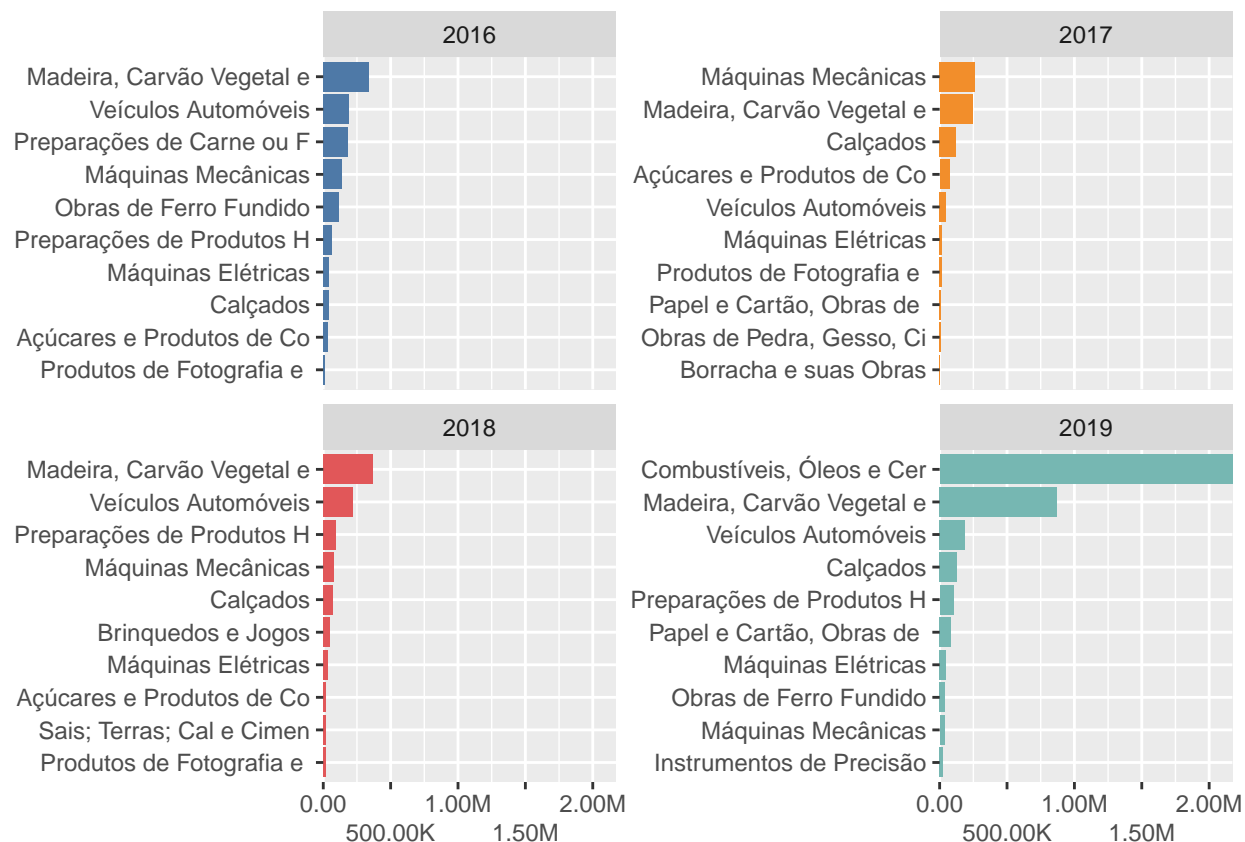 2016
Madeira, Carvão Vegetal e
Veículos Automóveis
Preparações de Carne ou F
Máquinas Mecânicas
Obras de Ferro Fundido
Preparações de Produtos H
Máquinas Elétricas
Calçados
Açúcares e Produtos de Co
Produtos de Fotografia e
2017
Máquinas Mecânicas
Madeira, Carvão Vegetal e
Calçados
Açúcares e Produtos de Co
Veículos Automóveis
Máquinas Elétricas
Produtos de Fotografia e
Papel e Cartão, Obras de
Obras de Pedra, Gesso, Ci
Borracha e suas Obras
2018
Madeira, Carvão Vegetal e
Veículos Automóveis
Preparações de Produtos H
Máquinas Mecânicas
Calçados
Brinquedos e Jogos
Máquinas Elétricas
Açúcares e Produtos de Co
Sais; Terras; Cal e Cimen
Produtos de Fotografia e
0.00 1.00M 2.00M
500.00K 1.50M
2019
Combustíveis, Óleos e Cer
Madeira, Carvão Vegetal e
Veículos Automóveis
Calçados
Preparações de Produtos H
Papel e Cartão, Obras de
Máquinas Elétricas
Obras de Ferro Fundido
Máquinas Mecânicas
Instrumentos de Precisão
0.00 1.00M 2.00M
500.00K 1.50M